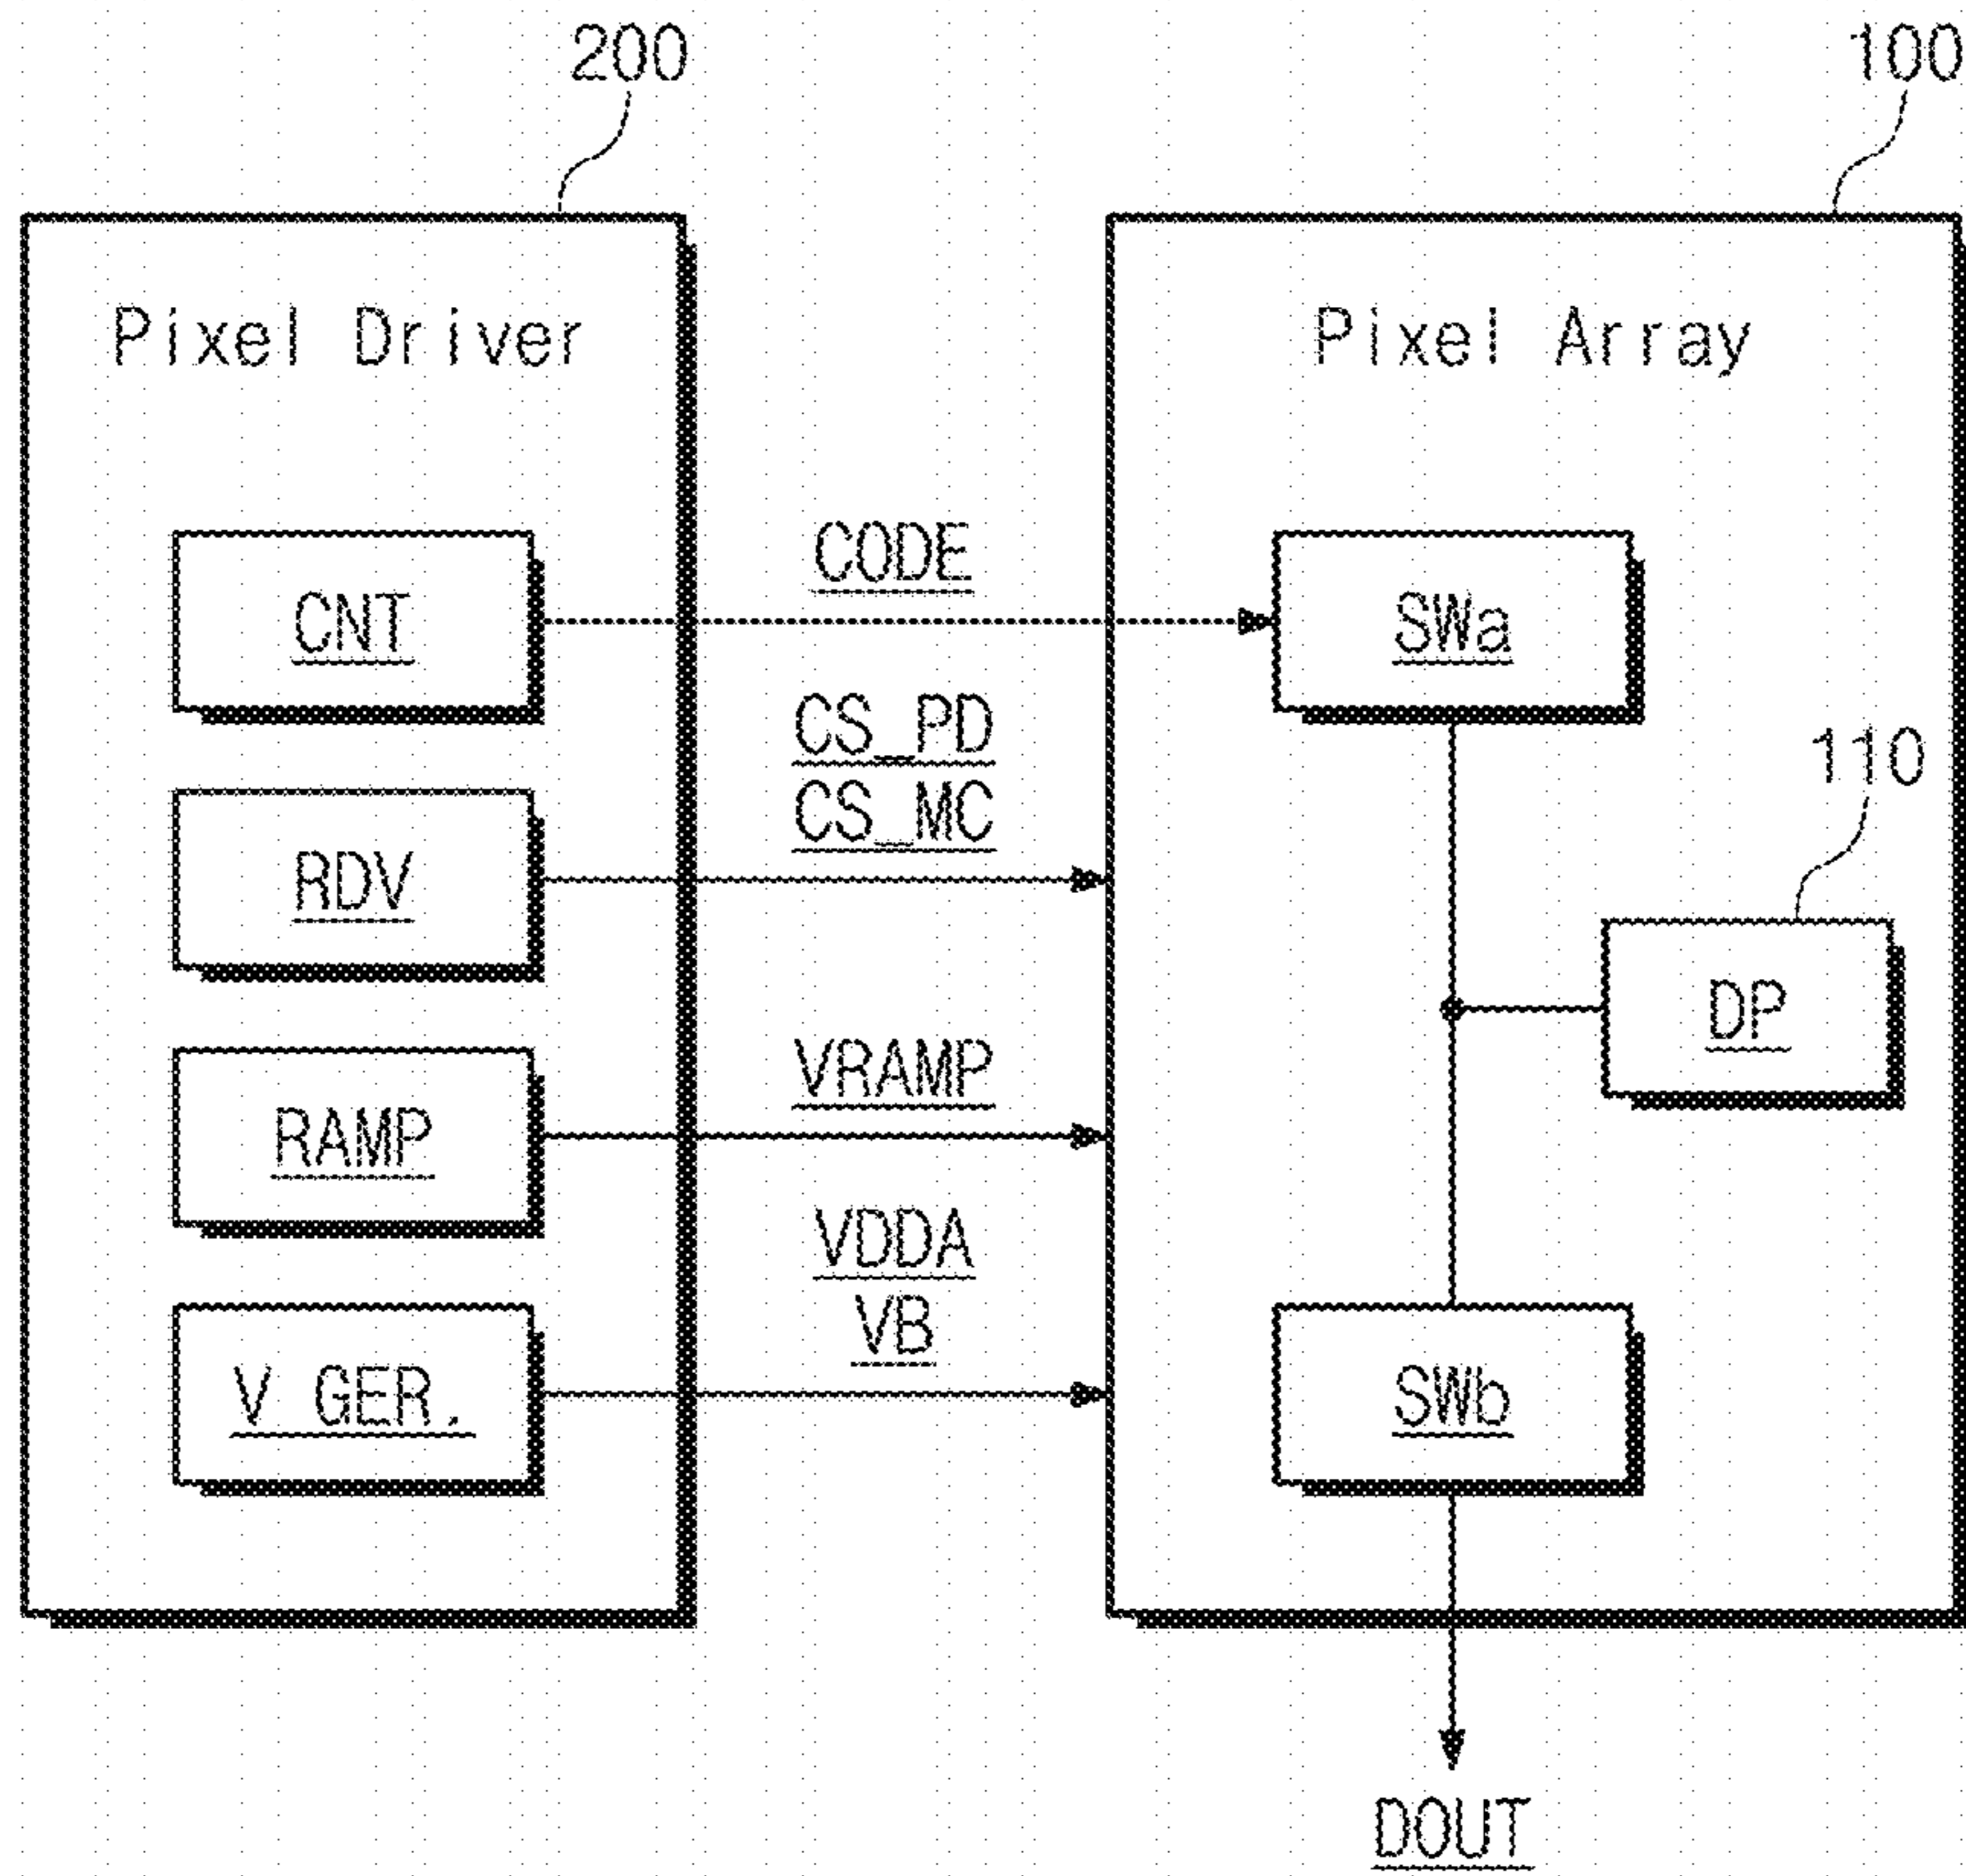 200
100
Pixel Driver
Pixel Array
CNT
CODE
SWa
CS_PD
CS_MC
110
RDV
DP
VRAMP
RAMP
VDDA
VB
V GER.
SWb
DOUT